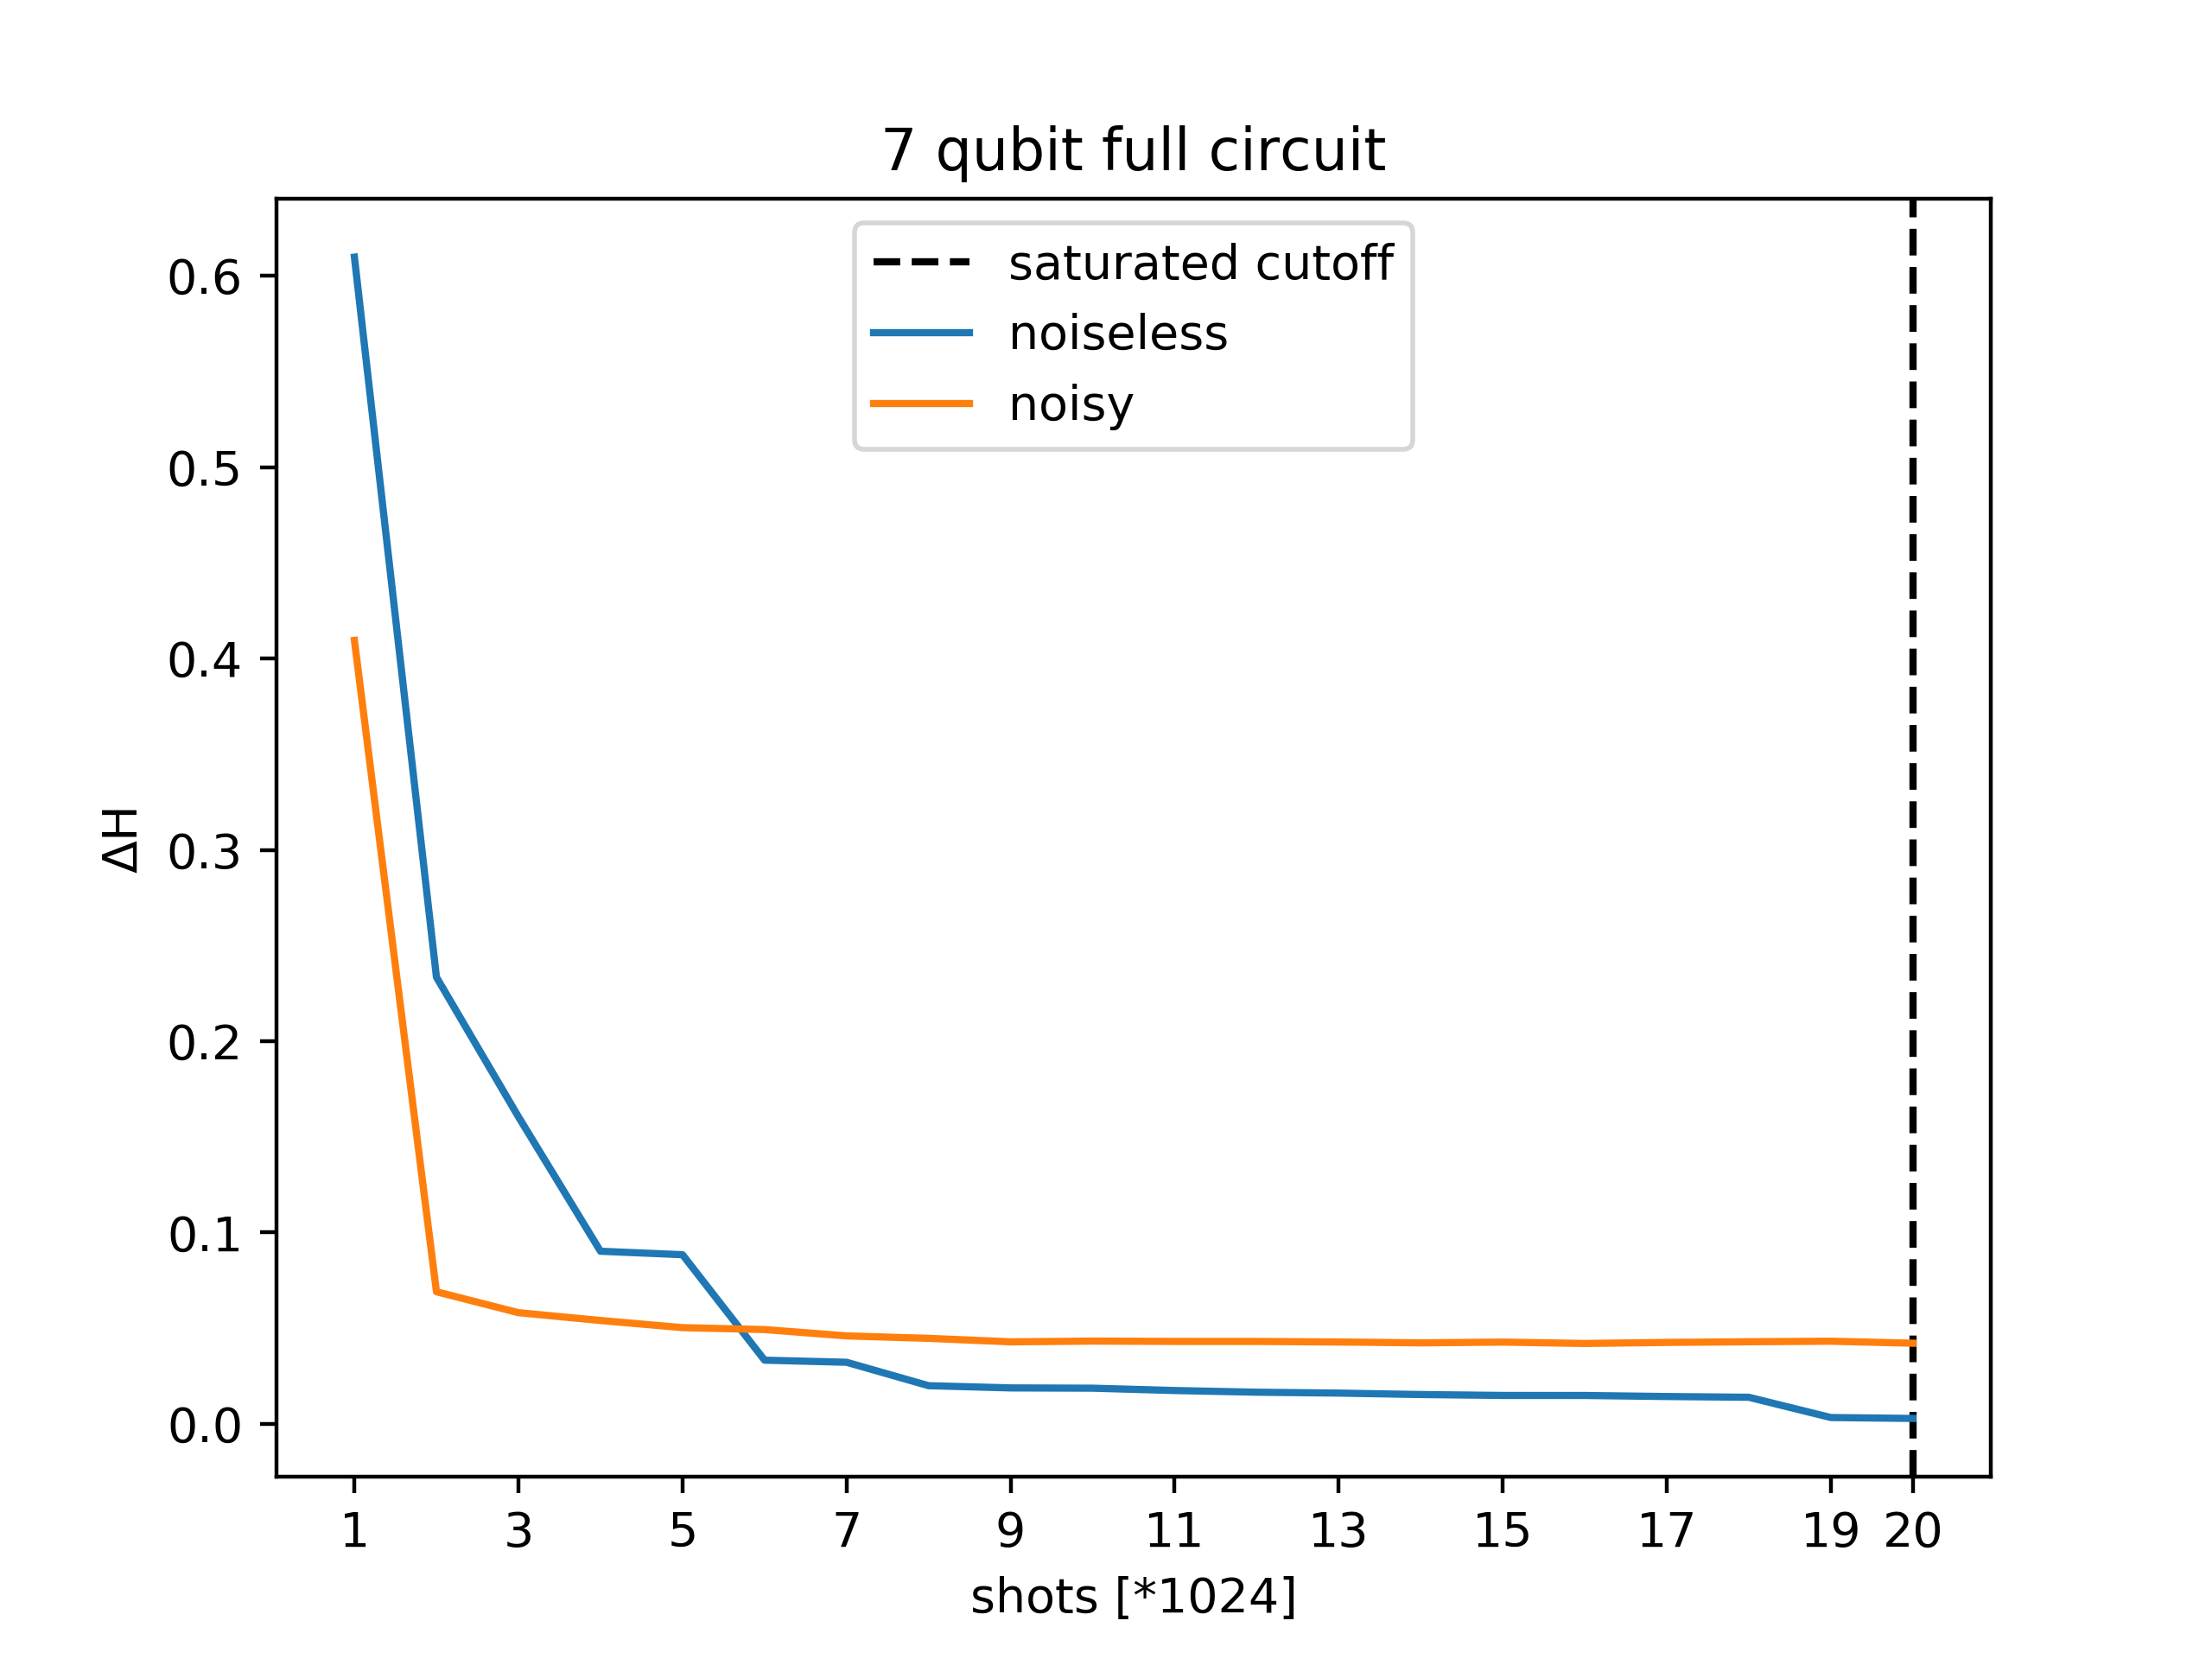 7 qubit full circuit
saturated cutoff
noiseless
noisy
ΔH
0.6
0.5
0.4
0.3
0.2
0.1
0.0
1 3 5 7 9 11 13 15 17 19 20
shots [*1024]